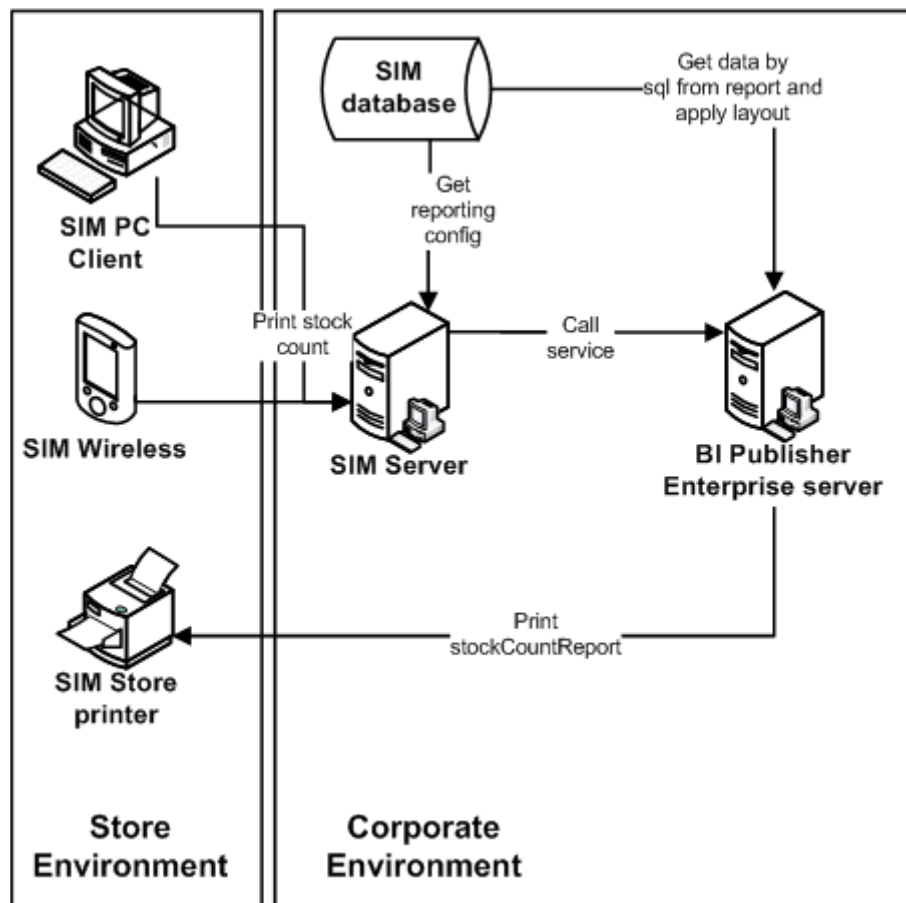 SIM
database
Get data by
sql from report and
apply layout
SIM PC
Client
Get
reporting
config
Print stock
count
Call
service
SIM Wireless
SIM Server
BI Publisher
Enterprise server
Print
stockCountReport
SIM Store
printer
Store
Environment
Corporate
Environment